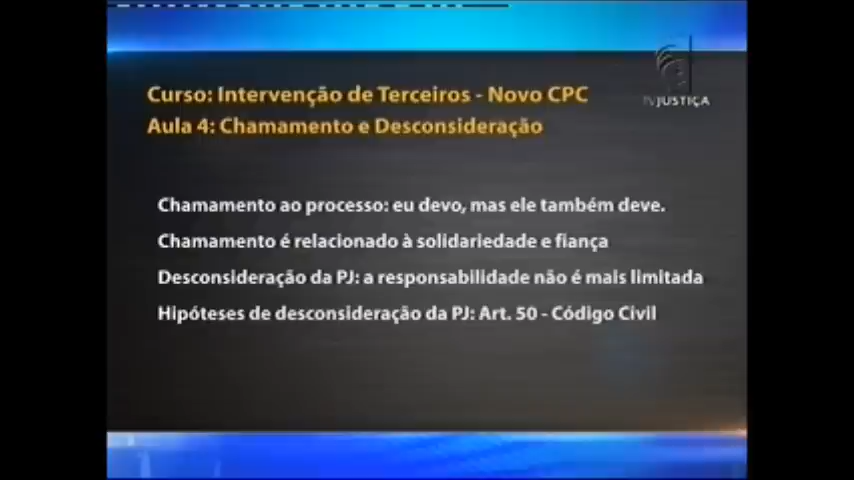 Curso: Intervenção de Terceiros - Novo CPC
Aula 4: Chamamento e Desconsideração
TVJUSTIÇA
Chamamento ao processo: eu devo, mas ele também deve.
Chamamento é relacionado à solidariedade e fiança
Desconsideração da PJ: a responsabilidade não é mais limitada
Hipóteses de desconsideração da PJ: Art. 50 - Código Civil